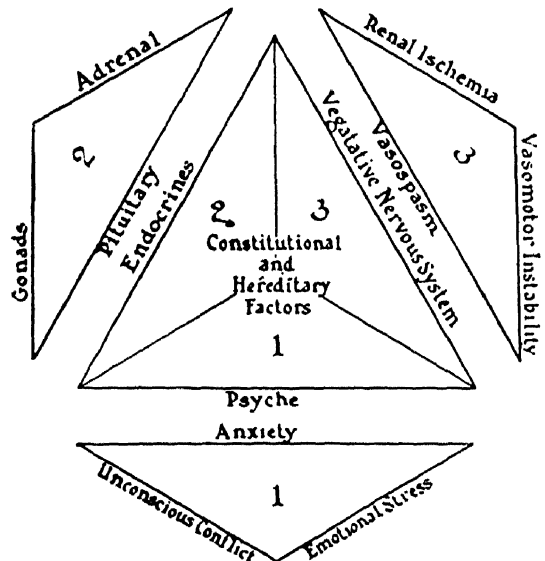 Adrenal
2
Gonads
Pituitary
Endocrines
Renal Ischemia
3
Vasospasm
Vegatative Nervous System
Vasomotor Instability
2
3
Constitutional
and
Hereditary
Factors
1
Psyche
Anxiety
1
Unconscious Conflict
Emotional Stress